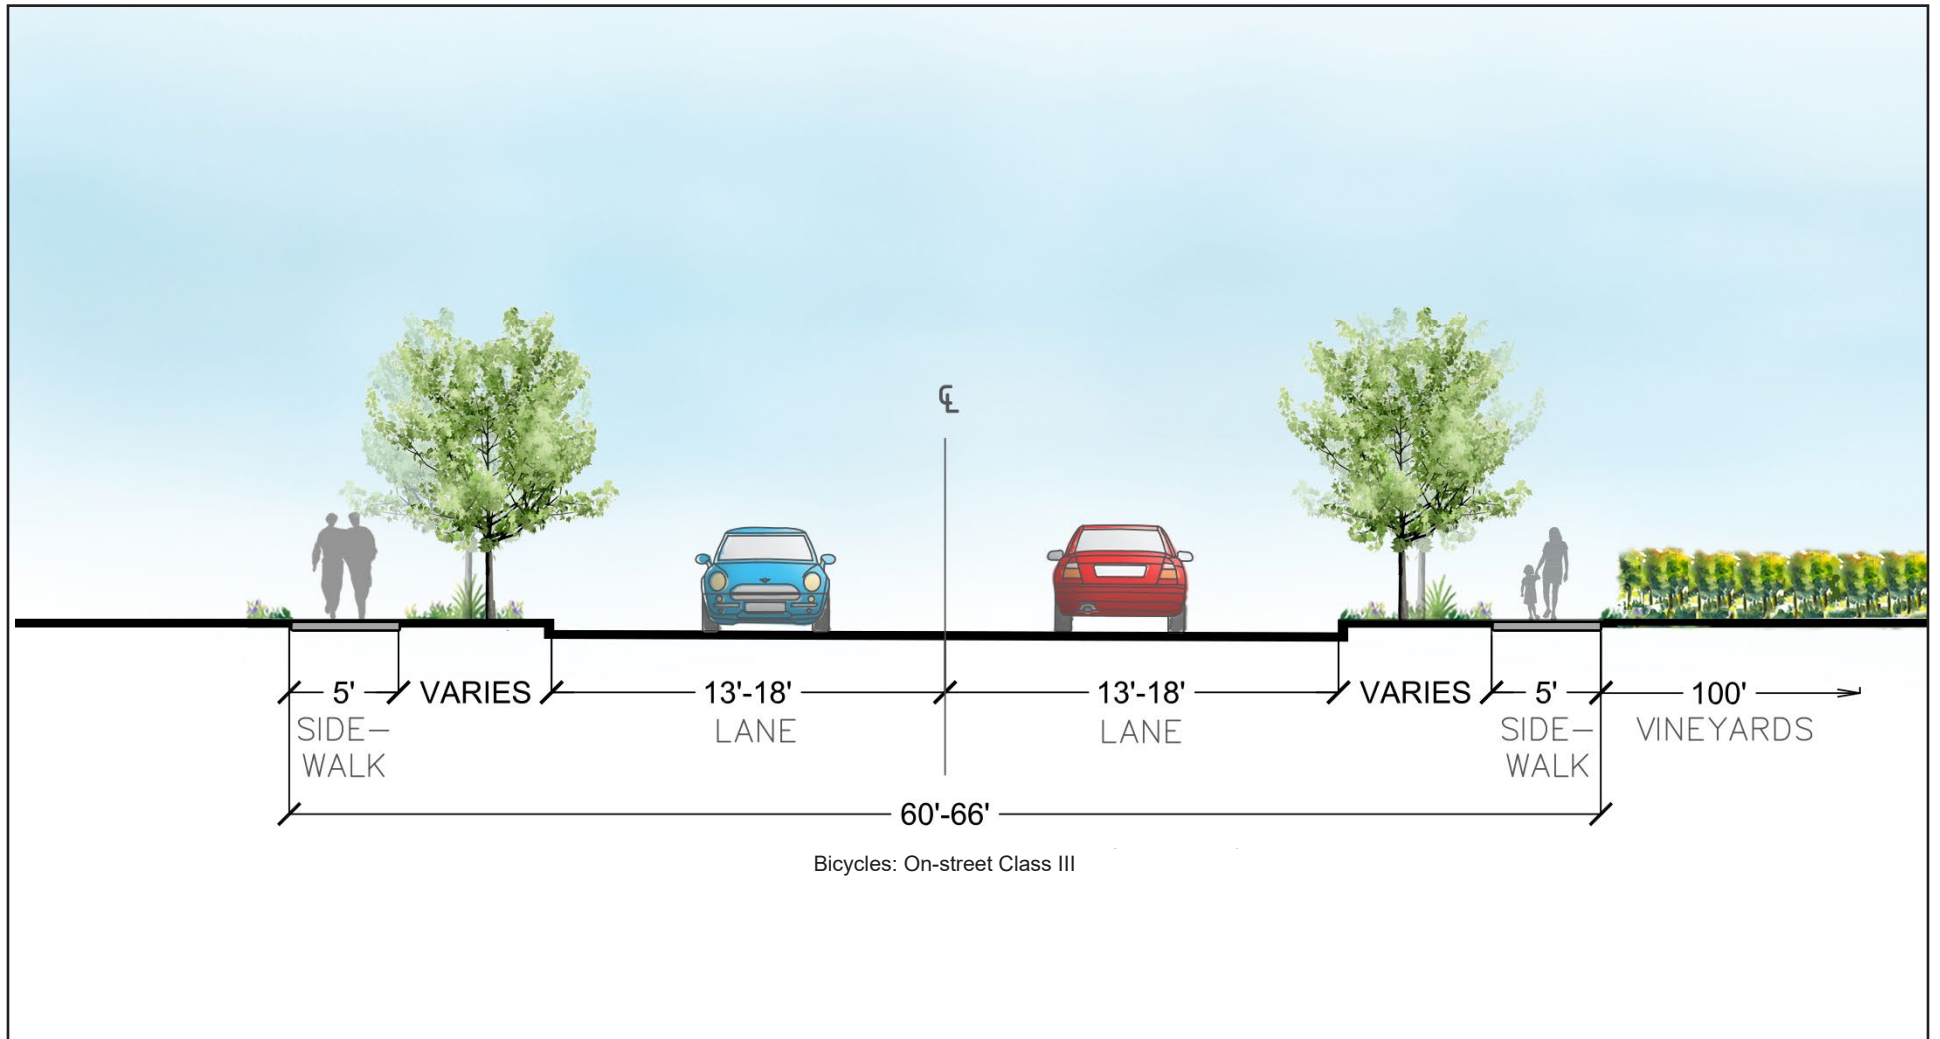 ℄
5' VARIES 13'-18' 13'-18' VARIES 5' 100'
SIDE-
WALK
LANE
LANE
SIDE-
WALK
VINEYARDS
60'-66'
Bicycles: On-street Class III